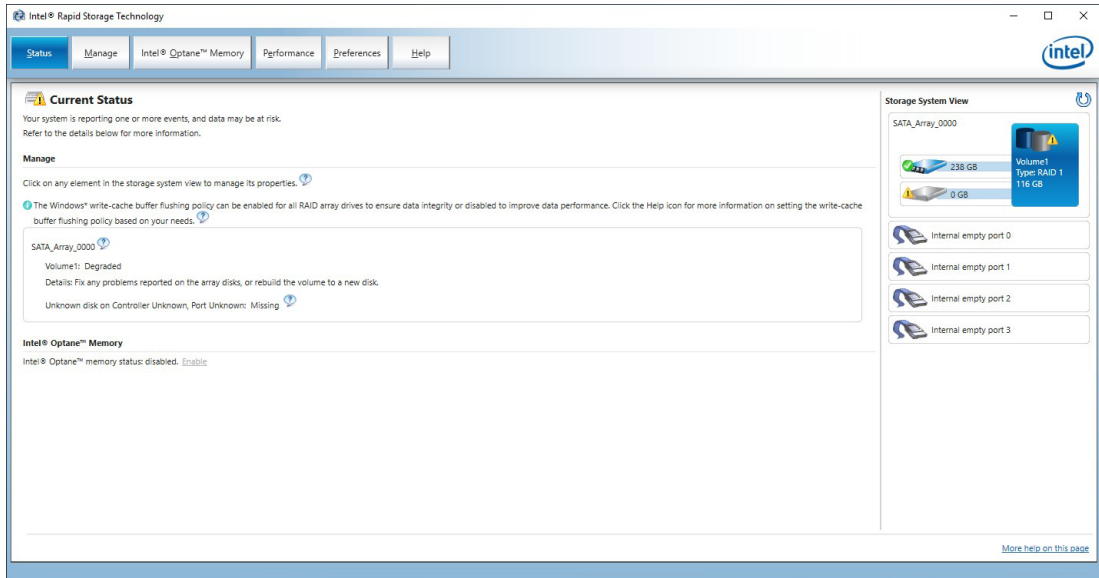 Intel® Rapid Storage Technology
Status
Manage
Intel® Optane™ Memory
Performance
Preferences
Help
intel
Current Status
Your system is reporting one or more events, and data may be at risk.
Refer to the details below for more information.
Manage
Click on any element in the storage system view to manage its properties.
The Windows* write-cache buffer flushing policy can be enabled for all RAID array drives to ensure data integrity or disabled to improve data performance. Click the Help icon for more information on setting the write-cache
buffer flushing policy based on your needs.
SATA_Array_0000
Volume1: Degraded
Details: Fix any problems reported on the array disks, or rebuild the volume to a new disk.
Unknown disk on Controller Unknown, Port Unknown: Missing
Intel® Optane™ Memory
Intel® Optane™ memory status: disabled. Enable
Storage System View
SATA_Array_0000
238 GB
0 GB
Volume1
Type: RAID 1
116 GB
Internal empty port 0
Internal empty port 1
Internal empty port 2
Internal empty port 3
More help on this page